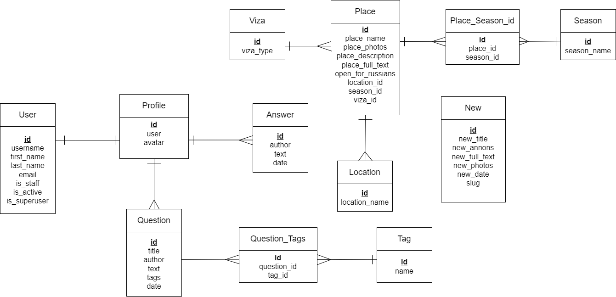 Viza
id
viza_type
Place
id
place_name
place_photos
place_description
place_full_text
open_for_russians
location_id
season_id
viza_id
Place_Season_id
id
place_id
season_id
Season
id
season_name
User
id
username
first_name
last_name
email
is_staff
is_active
is_superuser
Profile
id
user
avatar
Answer
id
author
text
date
Location
id
location_name
New
id
new_title
new_annons
new_full_text
new_photos
new_date
slug
Question
id
title
author
text
tags
date
Question_Tags
id
question_id
tag_id
Tag
id
name